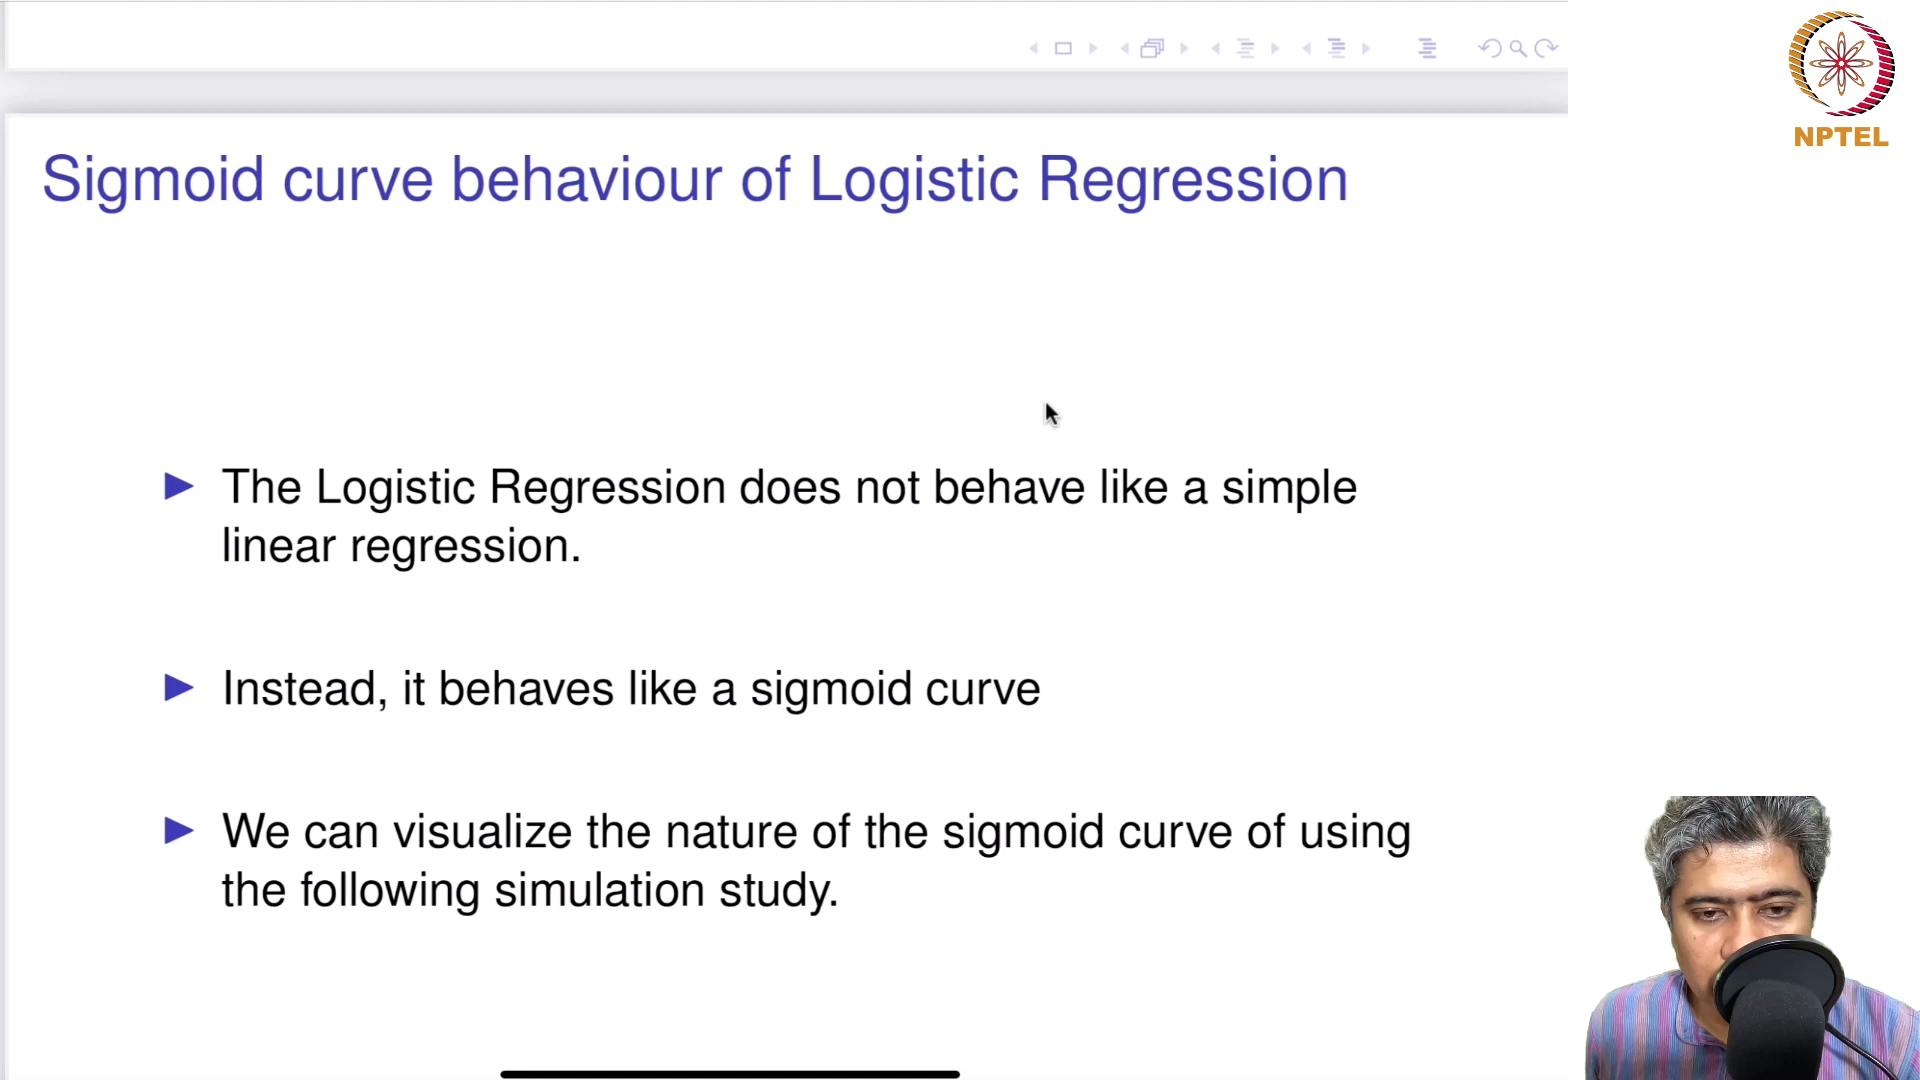 NPTEL
Sigmoid curve behaviour of Logistic Regression
The Logistic Regression does not behave like a simple
linear regression.
Instead, it behaves like a sigmoid curve
We can visualize the nature of the sigmoid curve of using
the following simulation study.